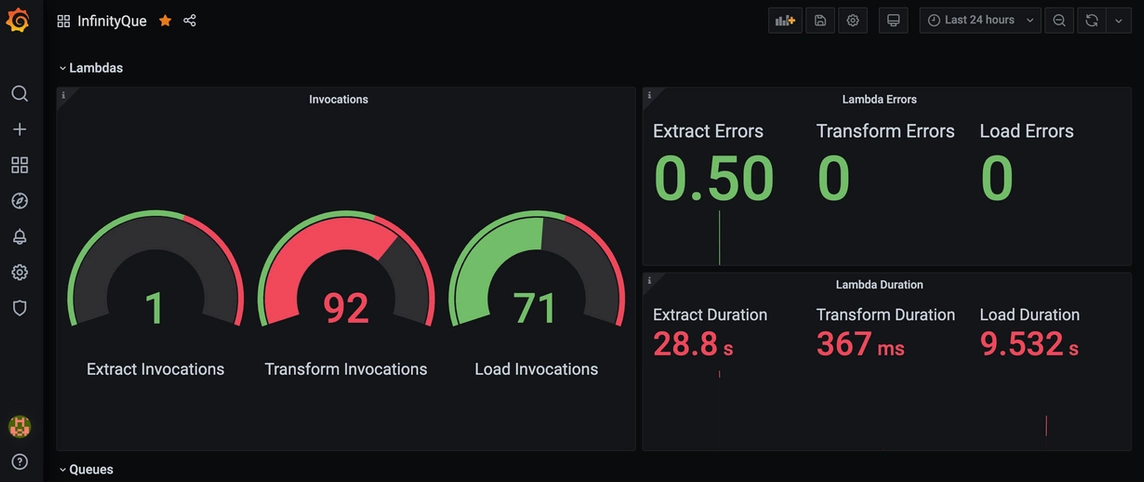 InfinityQue
Last 24 hours
Lambdas
Invocations
1
92
71
Extract Invocations
Transform Invocations
Load Invocations
Lambda Errors
Extract Errors
Transform Errors
Load Errors
0.50
0
0
Lambda Duration
Extract Duration
Transform Duration
Load Duration
28.8 s
367 ms
9.532 s
Queues